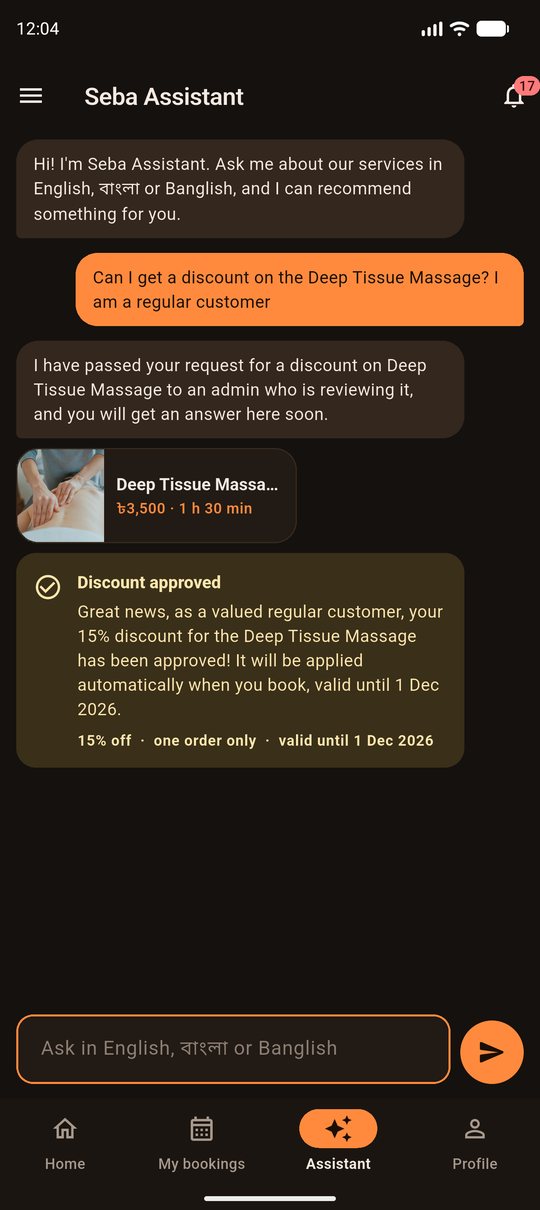 12:04
Seba Assistant
17
Hi! I'm Seba Assistant. Ask me about our services in
English, বাংলা or Banglish, and I can recommend
something for you.
Can I get a discount on the Deep Tissue Massage? I
am a regular customer
I have passed your request for a discount on Deep
Tissue Massage to an admin who is reviewing it,
and you will get an answer here soon.
Deep Tissue Massa...
৳3,500 · 1 h 30 min
Discount approved
Great news, as a valued regular customer, your
15% discount for the Deep Tissue Massage
has been approved! It will be applied
automatically when you book, valid until 1 Dec
2026.
15% off · one order only · valid until 1 Dec 2026
Ask in English, বাংলা or Banglish
Home
My bookings
Assistant
Profile